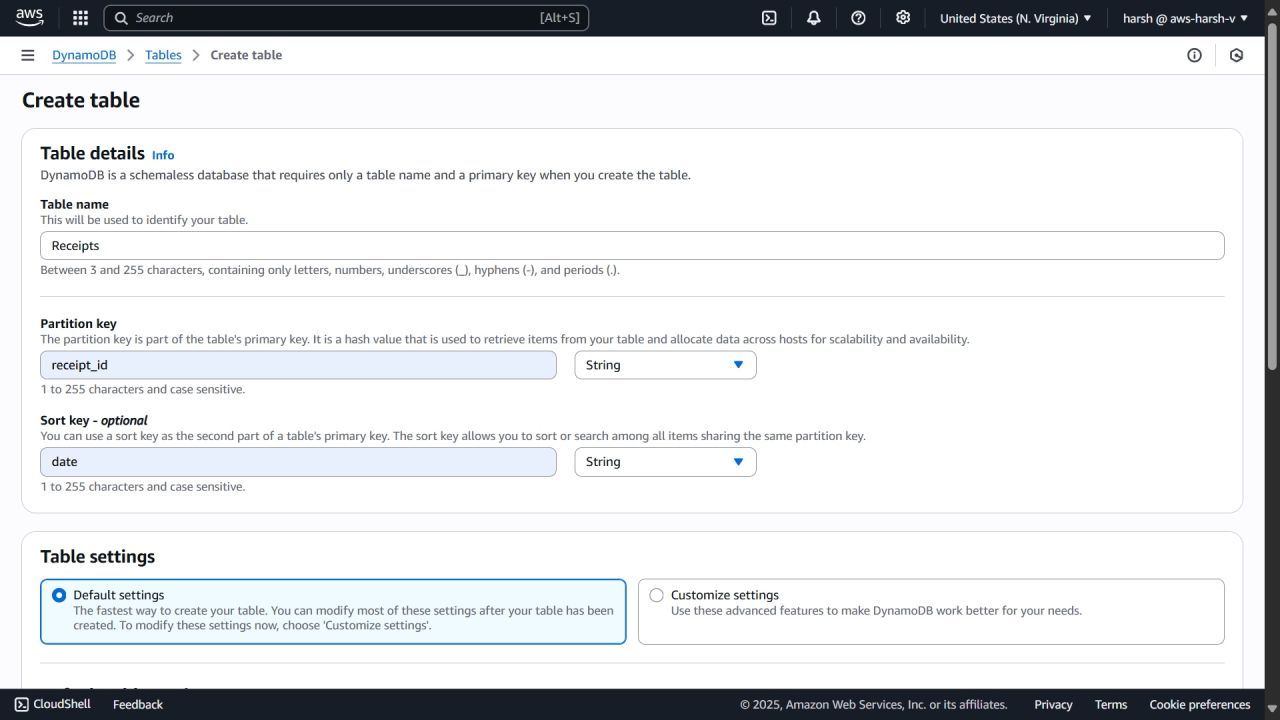 aws
Search [Alt+S]
United States (N. Virginia)
harsh @ aws-harsh-v
DynamoDB
Tables
Create table
Create table
Table details Info
DynamoDB is a schemaless database that requires only a table name and a primary key when you create the table.
Table name
This will be used to identify your table.
Receipts
Between 3 and 255 characters, containing only letters, numbers, underscores (_), hyphens (-), and periods (.).
Partition key
The partition key is part of the table's primary key. It is a hash value that is used to retrieve items from your table and allocate data across hosts for scalability and availability.
receipt_id
String
1 to 255 characters and case sensitive.
Sort key - optional
You can use a sort key as the second part of a table's primary key. The sort key allows you to sort or search among all items sharing the same partition key.
date
String
1 to 255 characters and case sensitive.
Table settings
Default settings
The fastest way to create your table. You can modify most of these settings after your table has been
created. To modify these settings now, choose 'Customize settings'.
Customize settings
Use these advanced features to make DynamoDB work better for your needs.
CloudShell
Feedback
© 2025, Amazon Web Services, Inc. or its affiliates.
Privacy
Terms
Cookie preferences